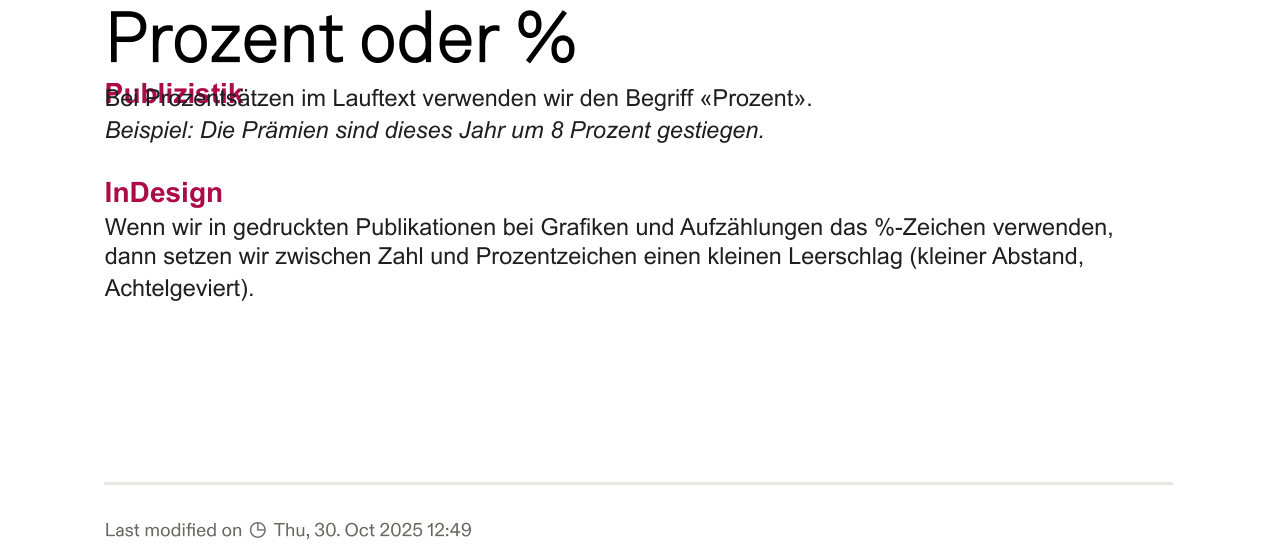 Prozent oder %
Publizistik
Bei Prozentsätzen im Lauftext verwenden wir den Begriff «Prozent».
Beispiel: Die Prämien sind dieses Jahr um 8 Prozent gestiegen.
InDesign
Wenn wir in gedruckten Publikationen bei Grafiken und Aufzählungen das %-Zeichen verwenden,
dann setzen wir zwischen Zahl und Prozentzeichen einen kleinen Leerschlag (kleiner Abstand,
Achtelgeviert).
Last modified on Thu, 30. Oct 2025 12:49